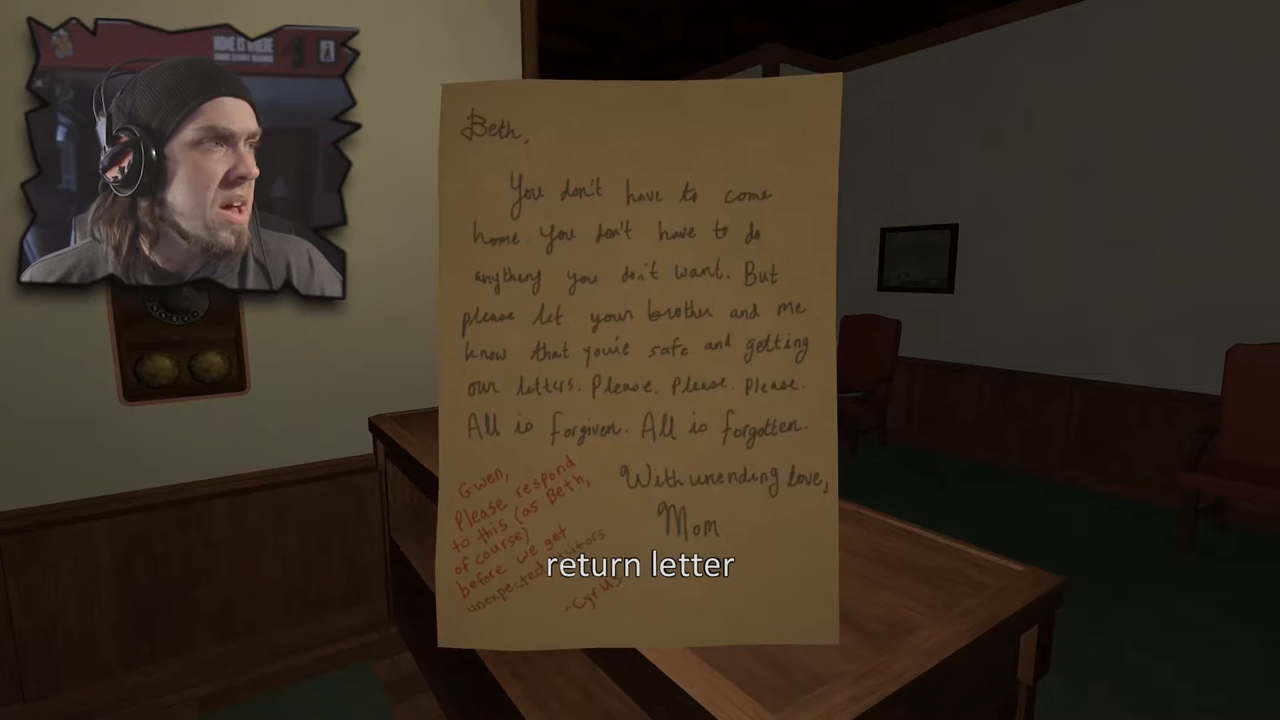 HOME IS WHERE
Beth,
You don't have to come
home. You don't have to do
anything you don't want. But
please let your brother and me
know that you're safe and getting
our letters. Please. Please. Please.
All is forgiven. All is forgotten.
With unending love,
Mom
Gwen,
Please respond
to this (as Beth,
of course)
before we get
unexpected visitors
-Cyrus
return letter